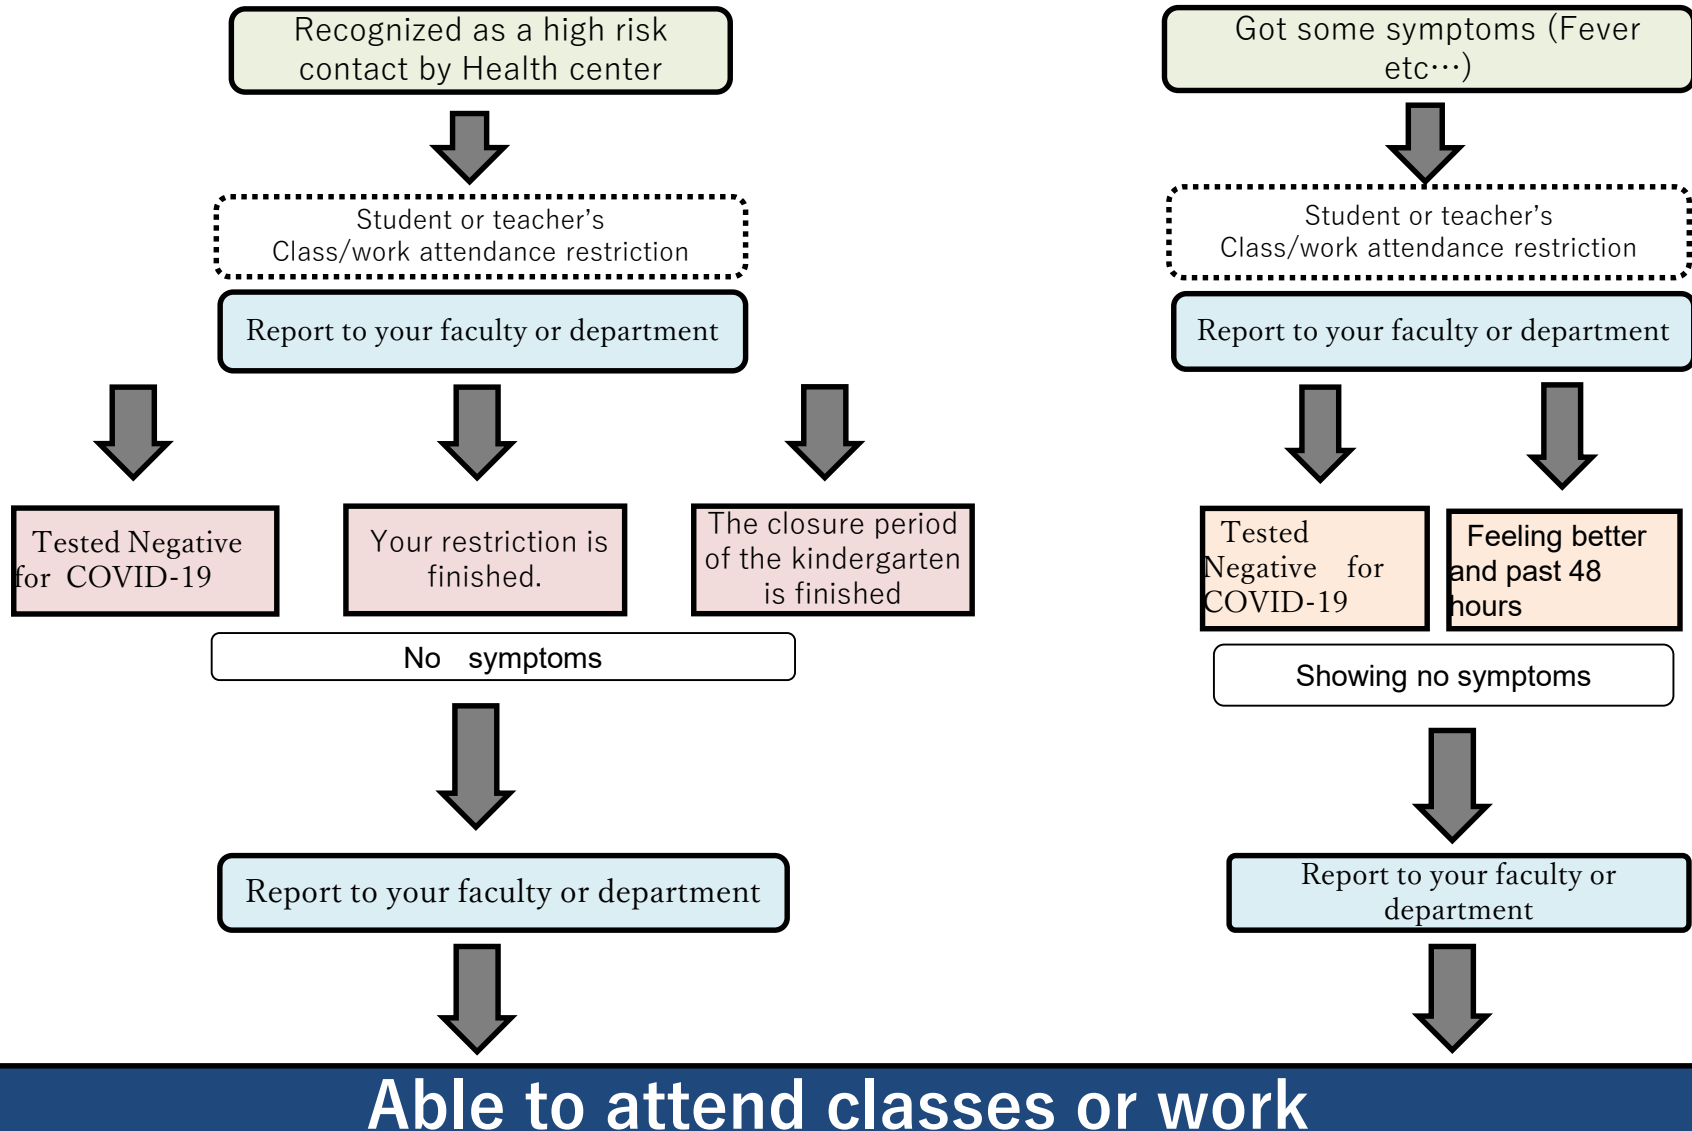 Recognized as a high risk
contact by Health center
Student or teacher’s
Class/work attendance restriction
Report to your faculty or department
Tested Negative
for COVID-19
Your restriction is
finished.
The closure period
of the kindergarten
is finished
No symptoms
Report to your faculty or department
Got some symptoms (Fever
etc…)
Student or teacher’s
Class/work attendance restriction
Report to your faculty or department
Tested
Negative for
COVID-19
Feeling better
and past 48
hours
Showing no symptoms
Report to your faculty or
department
Able to attend classes or work